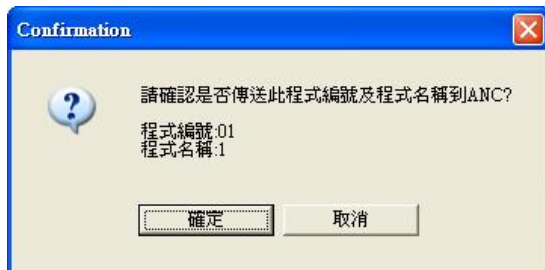 Confirmation
請確認是否傳送此程式編號及程式名稱到ANC?
程式編號:01
程式名稱:1
確定
取消